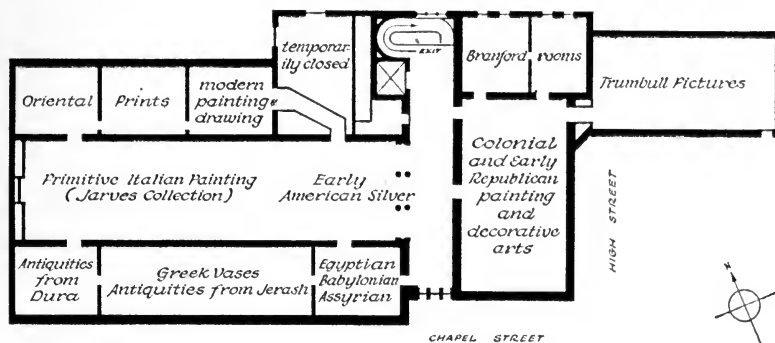 temporar-
ily closed
EXIT
Branford rooms
Trumbull Pictures
Oriental
Prints
modern
painting &
drawing
Primitive Italian Painting
(Jarves Collection)
Early
American Silver
Colonial
and Early
Republican
painting
and
decorative
arts
HIGH STREET
Antiquities
from
Dura
Greek Vases
Antiquities from Jerash
Egyptian
Babylonian
Assyrian
N
CHAPEL STREET